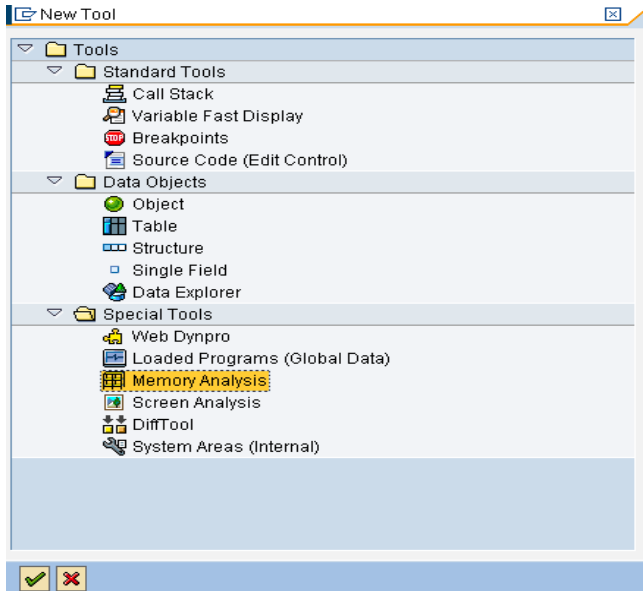 New Tool
Tools
Standard Tools
Call Stack
Variable Fast Display
STOP Breakpoints
Source Code (Edit Control)
Data Objects
Object
Table
Structure
Single Field
Data Explorer
Special Tools
Web Dynpro
Loaded Programs (Global Data)
Memory Analysis
Screen Analysis
DiffTool
System Areas (Internal)